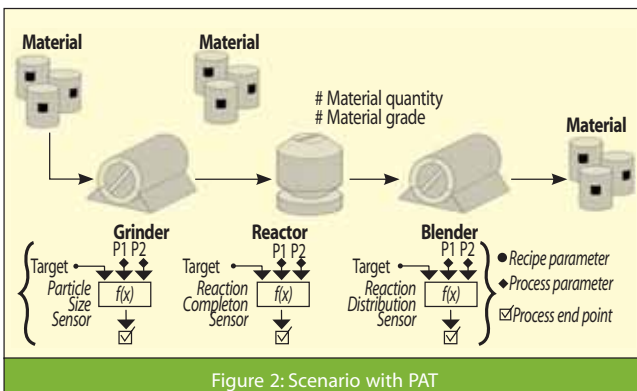 Material
Material
# Material quantity
# Material grade
Material
Grinder
P1 P2
Target
Particle
Size
Sensor
f(x)
Reactor
P1 P2
Target
Reaction
Completon
Sensor
f(x)
Blender
P1 P2
Target
Reaction
Distribution
Sensor
f(x)
Recipe parameter
Process parameter
Process end point
Figure 2: Scenario with PAT